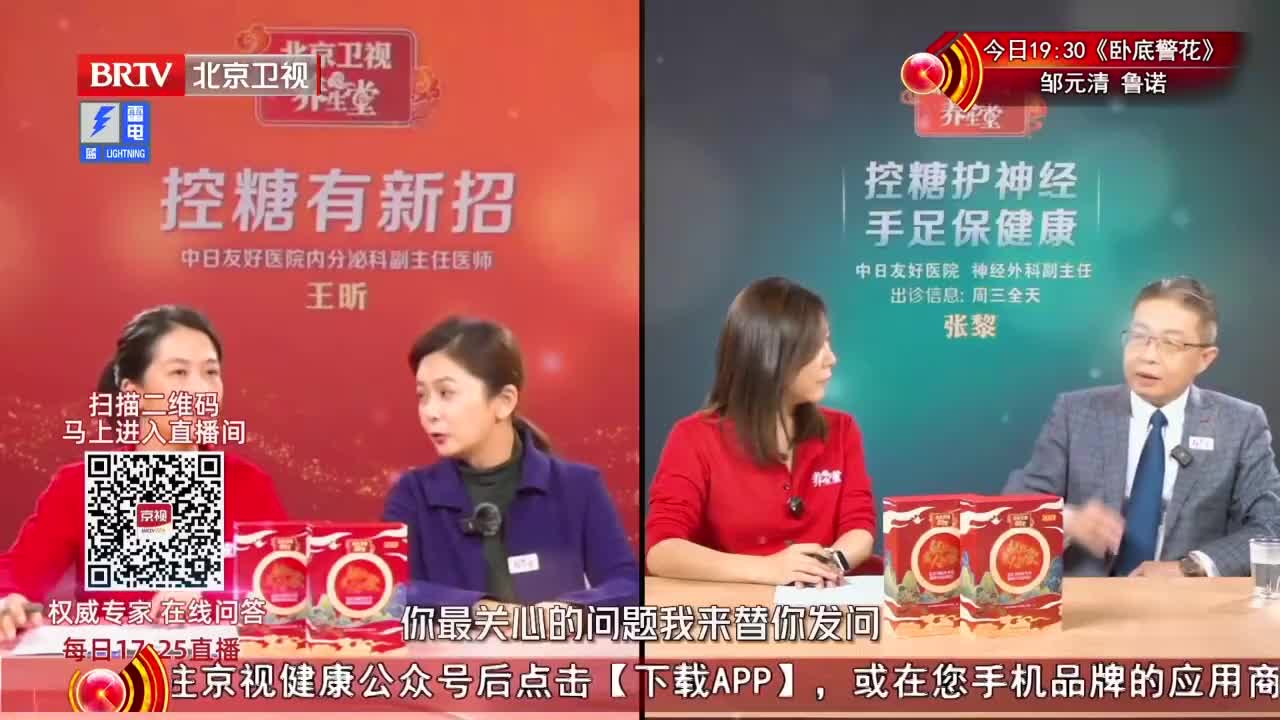 BRTV 北京卫视
雷电
蓝 LIGHTNING
北京卫视
养生堂
控糖有新招
中日友好医院内分泌科副主任医师
王昕
今日19:30《卧底警花》
邹元清 鲁诺
养生堂
控糖护神经
手足保健康
中日友好医院 神经外科副主任
出诊信息:周三全天
张黎
扫描二维码
马上进入直播间
京视
养生堂
权威专家 在线问答
每日17:25直播
你最关心的问题我来替你发问
注京视健康公众号后点击【下载APP】,或在您手机品牌的应用商